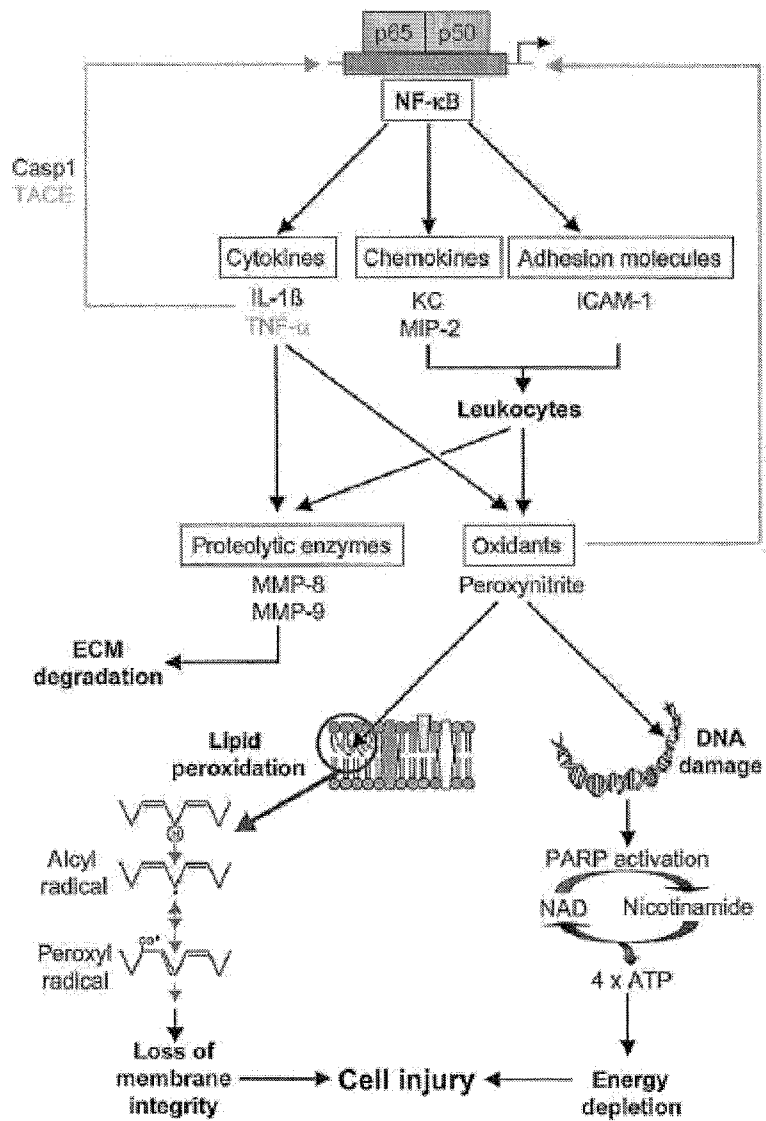 p65 p50
NF-κB
Casp1
TACE
Cytokines Chemokines Adhesion molecules
IL-1ß KC ICAM-1
TNF-α MIP-2
Leukocytes
Proteolytic enzymes Oxidants
MMP-8 Peroxynitrite
MMP-9
ECM
degradation
Lipid
peroxidation
DNA
damage
H
Alcyl
radical
PARP activation
NAD Nicotinamide
Peroxyl
radical
4 x ATP
Loss of
membrane
integrity
Cell injury
Energy
depletion